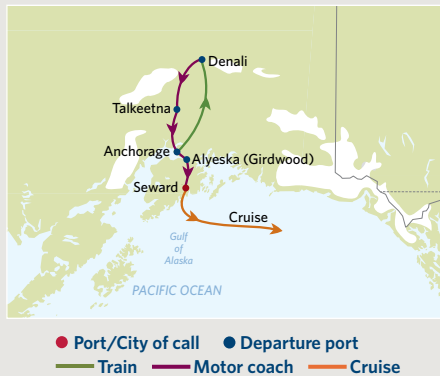 Denali
Talkeetna
Anchorage
Alyeska (Girdwood)
Seward
Cruise
Gulf
of
Alaska
PACIFIC OCEAN
Port/City of call
Departure port
Train
Motor coach
Cruise